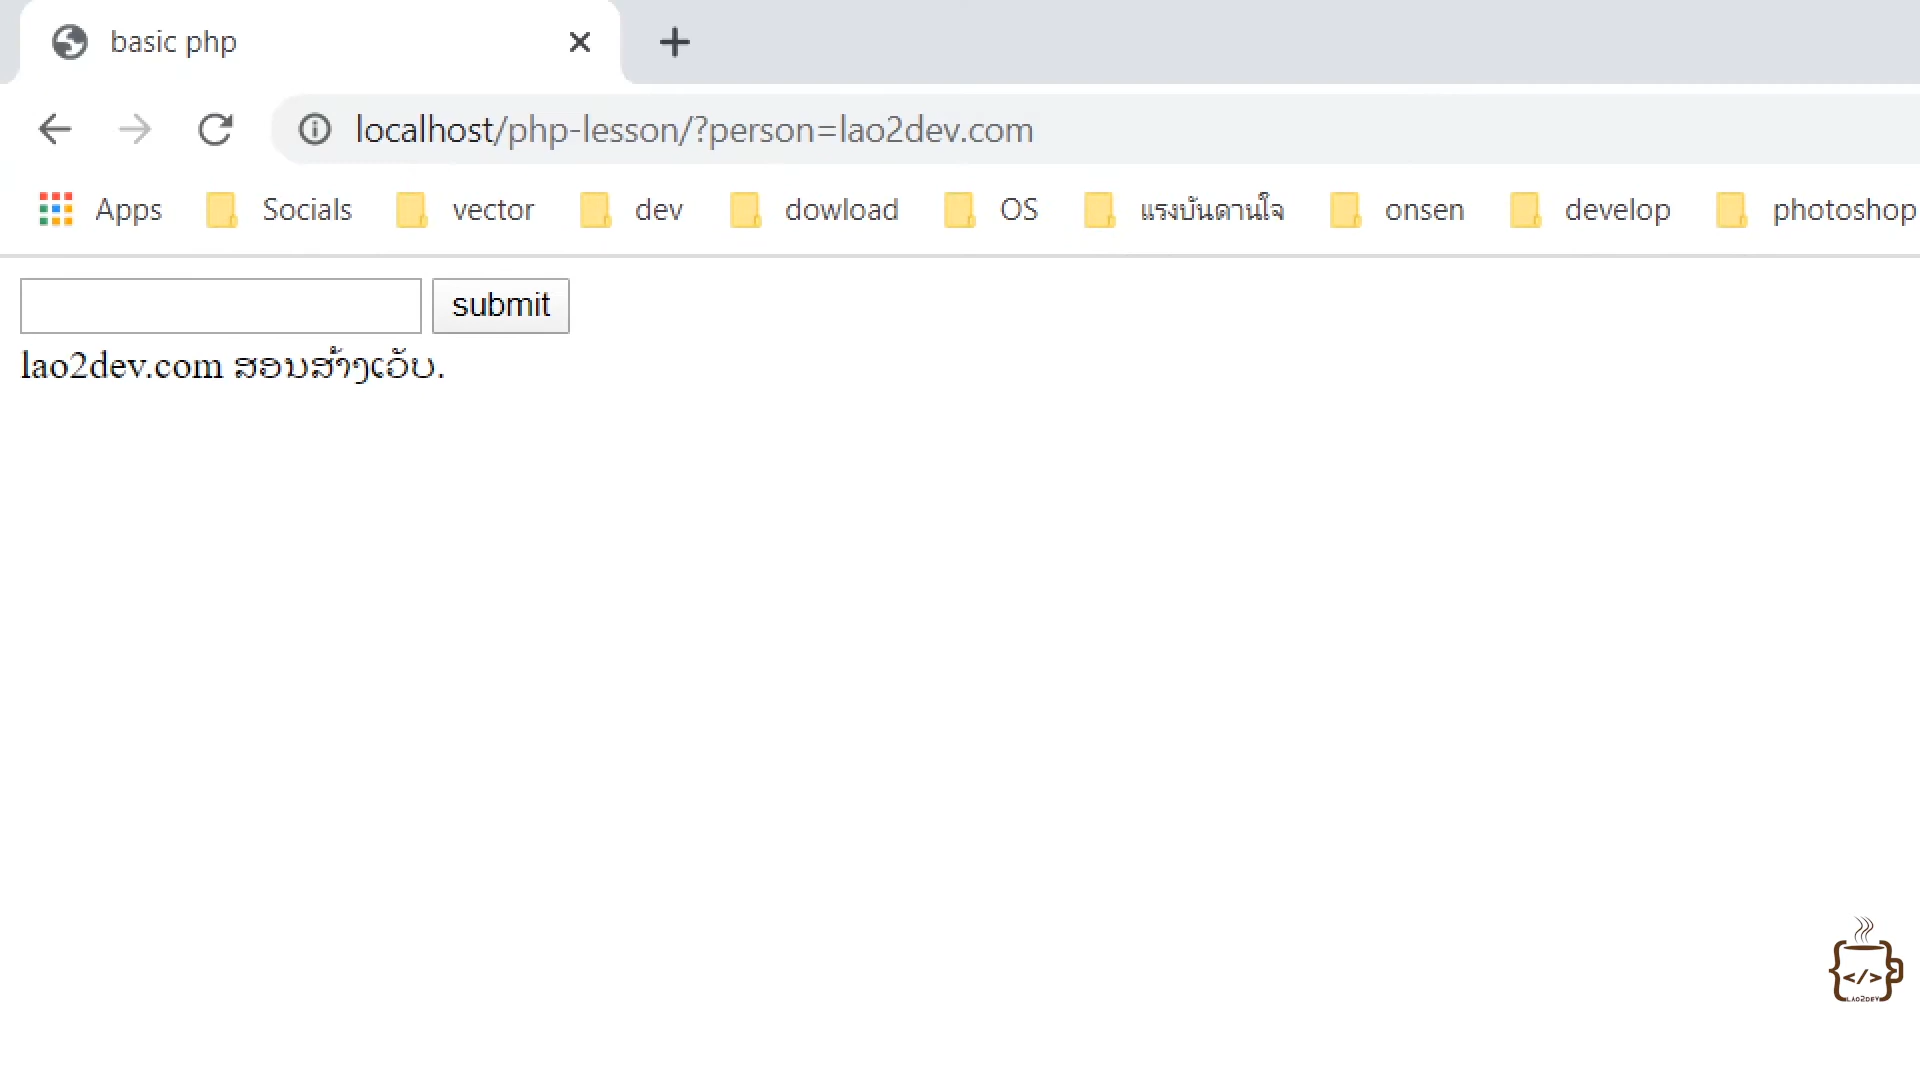 basic php
localhost/php-lesson/?person=lao2dev.com
Apps Socials vector dev dowload OS แรงบันดานใจ onsen develop photoshop
submit
lao2dev.com ສອນສ້າງເວັບ.
</>
LAO2DEV